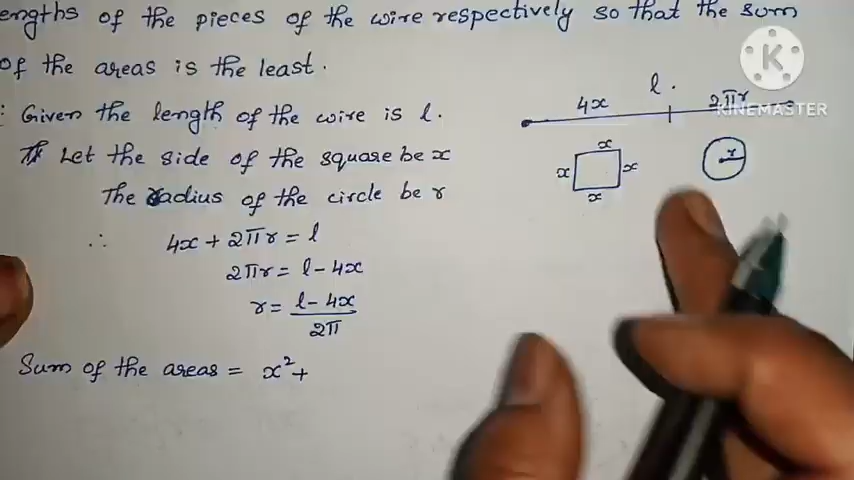 engths of the pieces of the wire respectively so that the sum
of the areas is the least.
: Given the length of the wire is l.
Let the side of the square be x
The radius of the circle be r
∴ 4x + 2πr = l
2πr = l - 4x
r = (l - 4x)/2π
Sum of the areas = x² +
l.
4x 2πr
x
x x
x
r
K
KINEMASTER